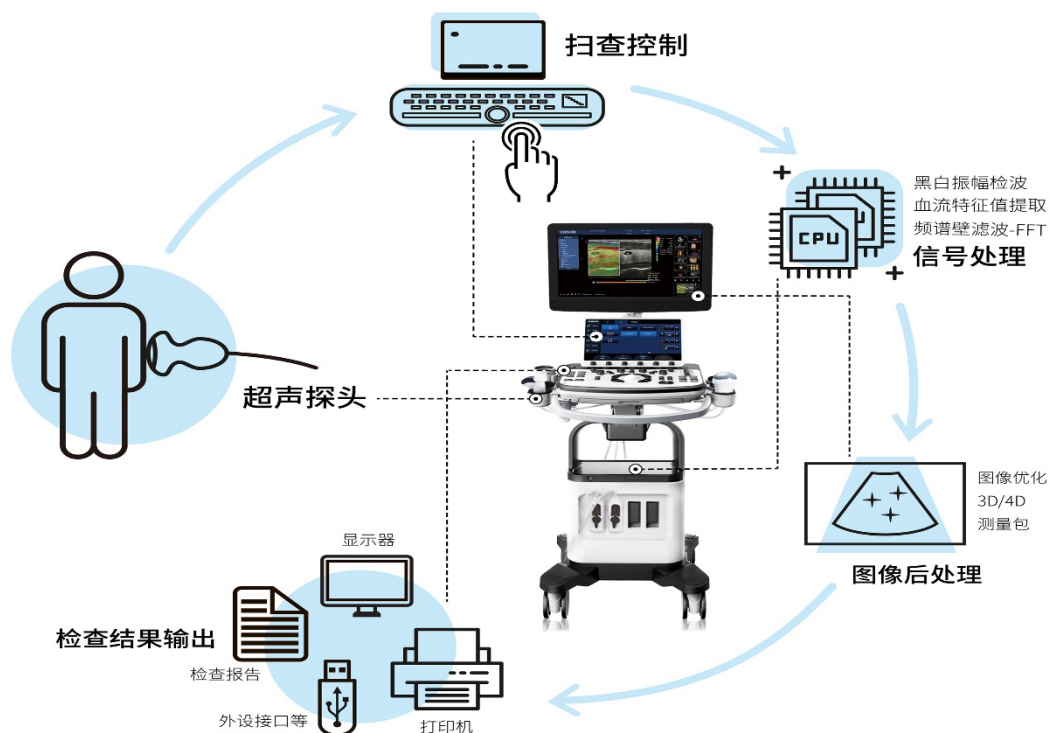 扫查控制
黑白振幅检波
血流特征值提取
频谱壁滤波-FFT
CPU
信号处理
超声探头
图像优化
3D/4D
测量包
图像后处理
显示器
检查结果输出
检查报告
外设接口等
打印机